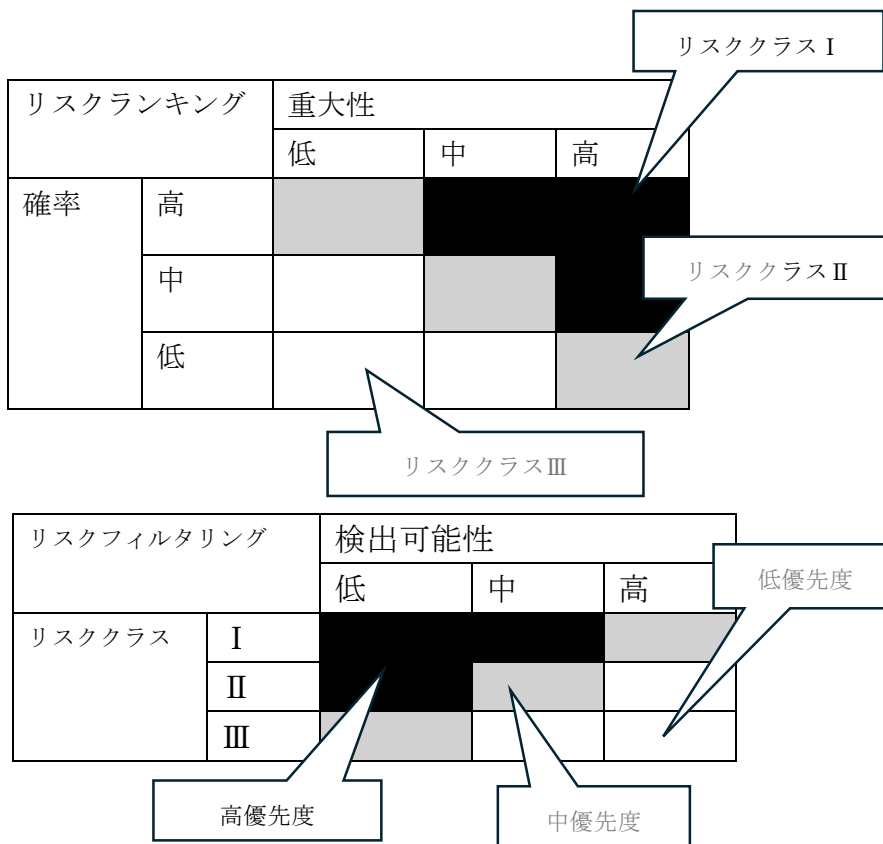 リスククラスⅠ
リスクランキング
重大性
低
中
高
確率
高
中
リスククラスⅡ
低
リスククラスⅢ
リスクフィルタリング
検出可能性
低優先度
低
中
高
リスククラス
Ⅰ
Ⅱ
Ⅲ
高優先度
中優先度